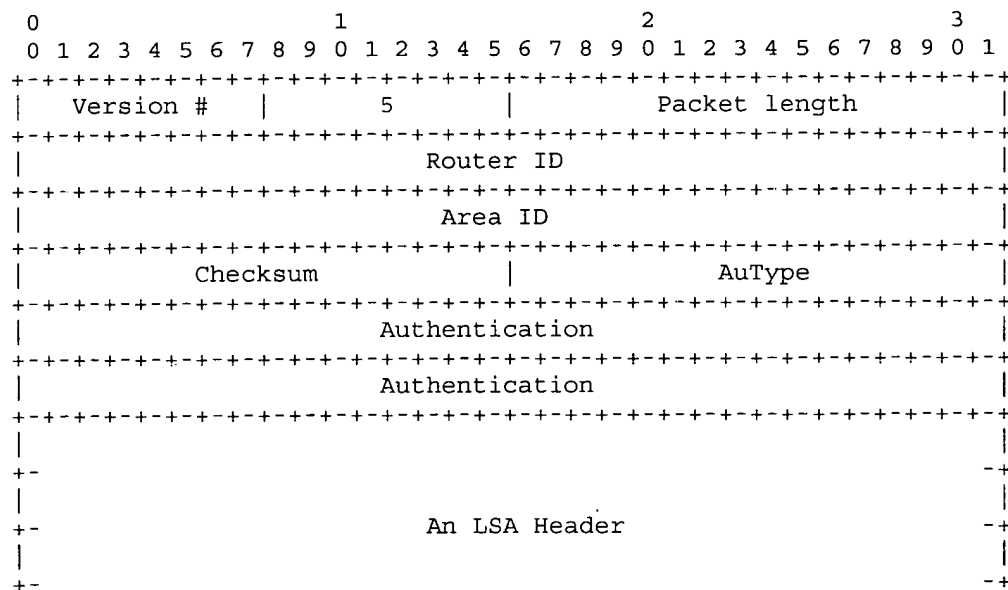 0                   1                   2                   3
0 1 2 3 4 5 6 7 8 9 0 1 2 3 4 5 6 7 8 9 0 1 2 3 4 5 6 7 8 9 0 1
+-+-+-+-+-+-+-+-+-+-+-+-+-+-+-+-+-+-+-+-+-+-+-+-+-+-+-+-+-+-+-+-+
| Version # | 5 | Packet length |
+-+-+-+-+-+-+-+-+-+-+-+-+-+-+-+-+-+-+-+-+-+-+-+-+-+-+-+-+-+-+-+-+
| Router ID |
+-+-+-+-+-+-+-+-+-+-+-+-+-+-+-+-+-+-+-+-+-+-+-+-+-+-+-+-+-+-+-+-+
| Area ID |
+-+-+-+-+-+-+-+-+-+-+-+-+-+-+-+-+-+-+-+-+-+-+-+-+-+-+-+-+-+-+-+-+
| Checksum | AuType |
+-+-+-+-+-+-+-+-+-+-+-+-+-+-+-+-+-+-+-+-+-+-+-+-+-+-+-+-+-+-+-+-+
| Authentication |
+-+-+-+-+-+-+-+-+-+-+-+-+-+-+-+-+-+-+-+-+-+-+-+-+-+-+-+-+-+-+-+-+
| Authentication |
+-+-+-+-+-+-+-+-+-+-+-+-+-+-+-+-+-+-+-+-+-+-+-+-+-+-+-+-+-+-+-+-+
| |
+- -+
| |
+- An LSA Header -+
| |
+- -+